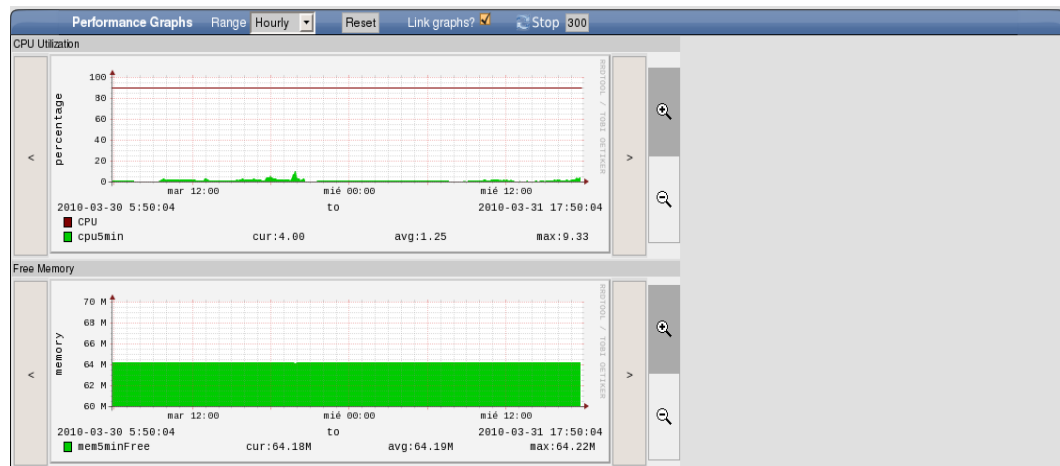 Performance Graphs Range Hourly Reset Link graphs? Stop 300
CPU Utilization
100
80
60
40
20
0
percentage
RRDTOOL / TOBI OETIKER
<
>
mar 12:00 mié 00:00 mié 12:00
2010-03-30 5:50:04 to 2010-03-31 17:50:04
CPU
cpu5min cur:4.00 avg:1.25 max:9.33
Free Memory
70 M
68 M
66 M
64 M
62 M
60 M
memory
RRDTOOL / TOBI OETIKER
<
>
mar 12:00 mié 00:00 mié 12:00
2010-03-30 5:50:04 to 2010-03-31 17:50:04
mem5minFree cur:64.18M avg:64.19M max:64.22M